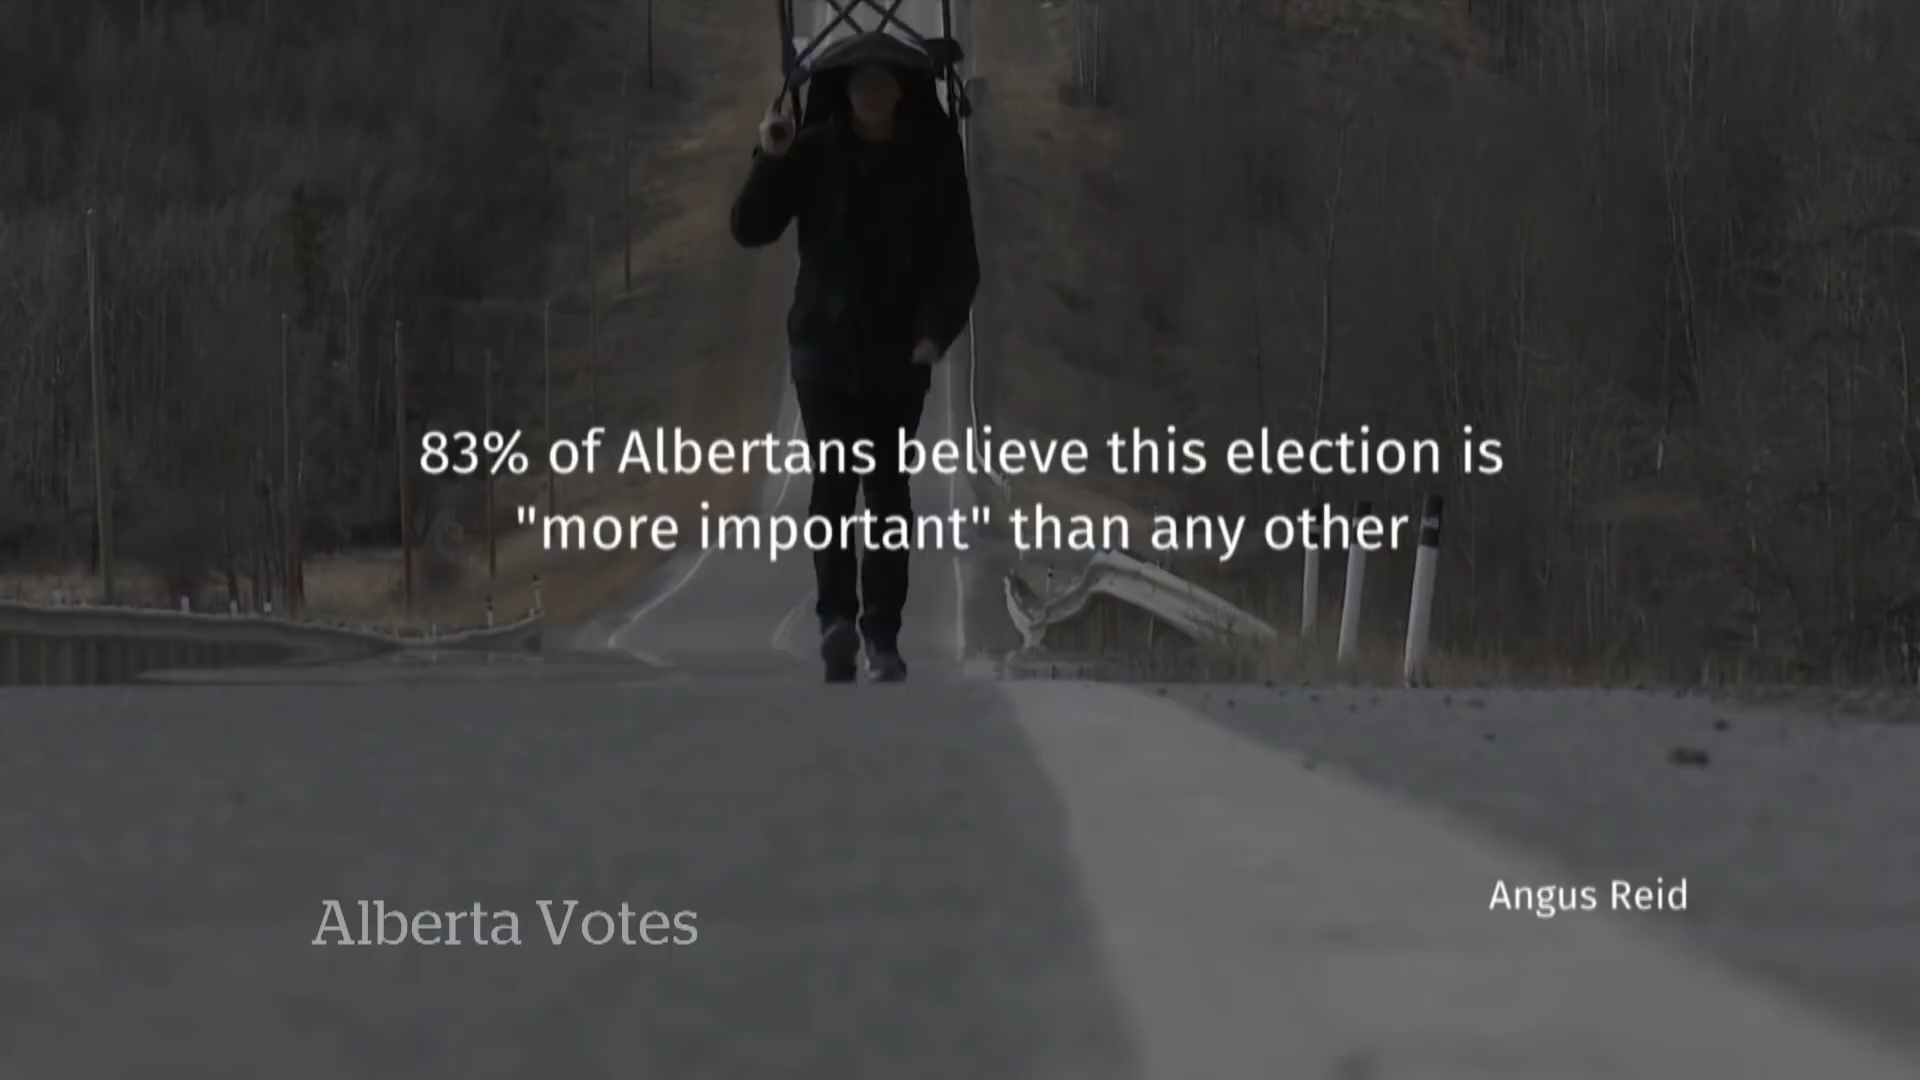 83% of Albertans believe this election is
"more important" than any other
Angus Reid
Alberta Votes